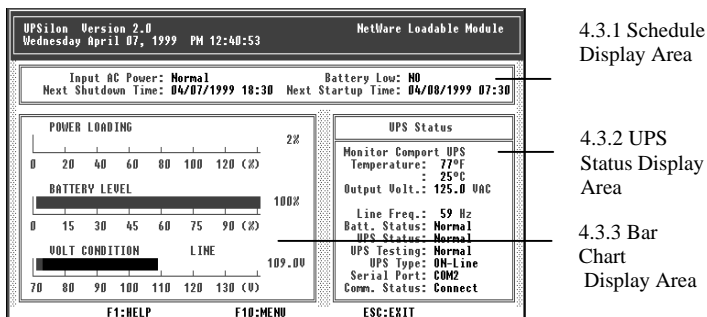 UPSilon Version 2.0 NetWare Loadable Module
Wednesday April 07, 1999 PM 12:40:53
Input AC Power: Normal Battery Low: NO
Next Shutdown Time: 04/07/1999 18:30 Next Startup Time: 04/08/1999 07:30
4.3.1 Schedule
Display Area
POWER LOADING
2%
0 20 40 60 80 100 120 (%)
BATTERY LEVEL
100%
0 15 30 45 60 75 90 (%)
VOLT CONDITION LINE
109.0V
70 80 90 100 110 120 130 (V)
UPS Status
Monitor Comport UPS
Temperature: 77°F
: 25°C
Output Volt.: 125.0 VAC
Line Freq.: 59 Hz
Batt. Status: Normal
UPS Status: Normal
UPS Testing: Normal
UPS Type: ON-Line
Serial Port: COM2
Comm. Status: Connect
4.3.2 UPS
Status Display
Area
4.3.3 Bar
Chart
Display Area
F1:HELP F10:MENU ESC:EXIT